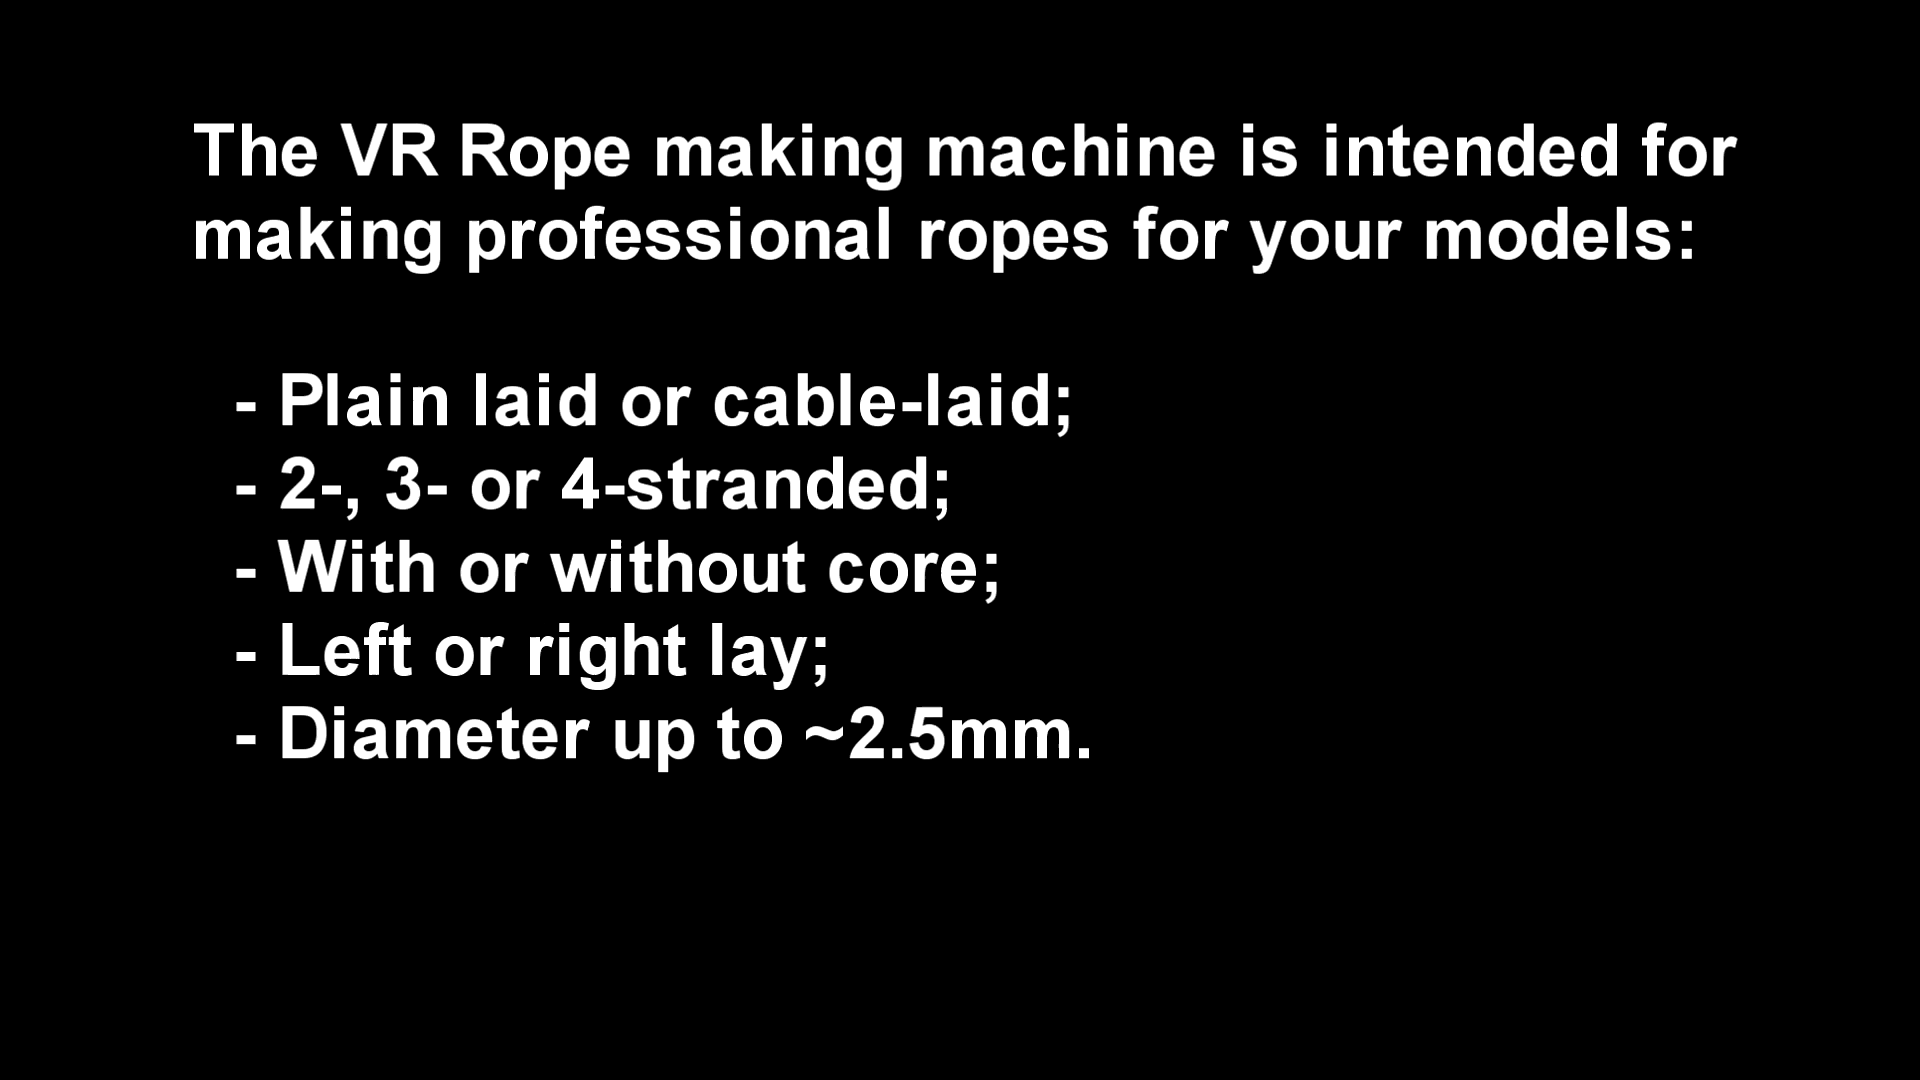 The VR Rope making machine is intended for
making professional ropes for your models:
- Plain laid or cable-laid;
- 2-, 3- or 4-stranded;
- With or without core;
- Left or right lay;
- Diameter up to ~2.5mm.